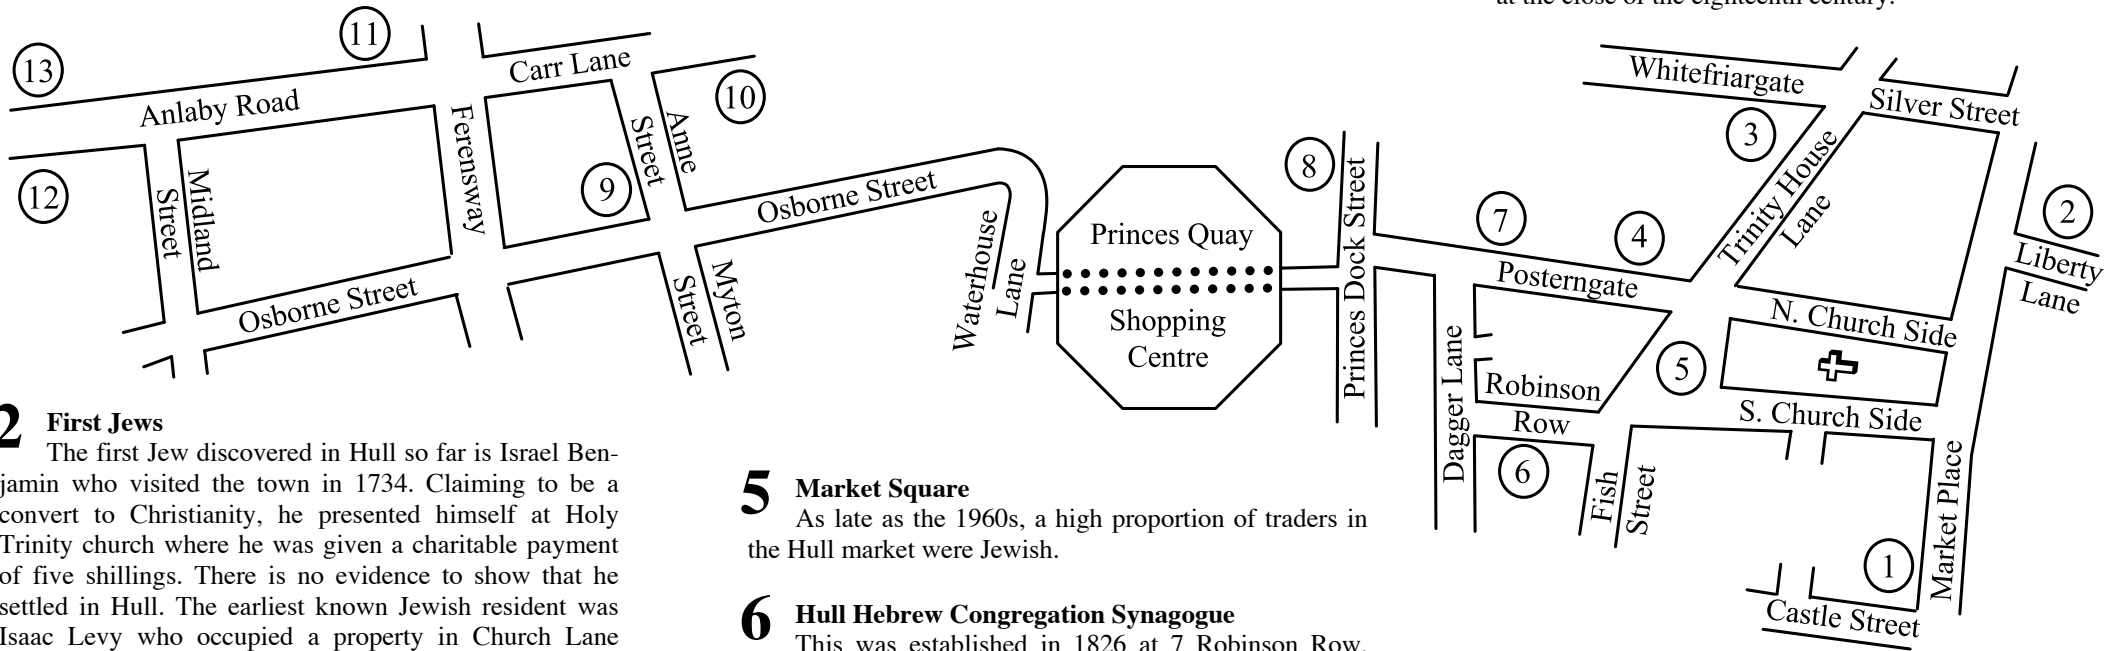 at the close of the eighteenth century.
11
13
Carr Lane
Whitefriargate
10
Anlaby Road
Silver Street
3
Ferensway
Anne
Street
8
Trinity House
Lane
12
Midland
Street
9
Osborne Street
2
7
4
Princes Quay
Liberty
Lane
Posterngate
Waterhouse
Lane
Princes Dock Street
Osborne Street
Myton
Street
Shopping
Centre
N. Church Side
5
Dagger Lane
Robinson
Row
S. Church Side
6
Fish
Street
Market Place
1
Castle Street
2 First Jews
The first Jew discovered in Hull so far is Israel Ben-
jamin who visited the town in 1734. Claiming to be a
convert to Christianity, he presented himself at Holy
Trinity church where he was given a charitable payment
of five shillings. There is no evidence to show that he
settled in Hull. The earliest known Jewish resident was
Isaac Levy who occupied a property in Church Lane
5 Market Square
As late as the 1960s, a high proportion of traders in
the Hull market were Jewish.
6 Hull Hebrew Congregation Synagogue
This was established in 1826 at 7 Robinson Row,